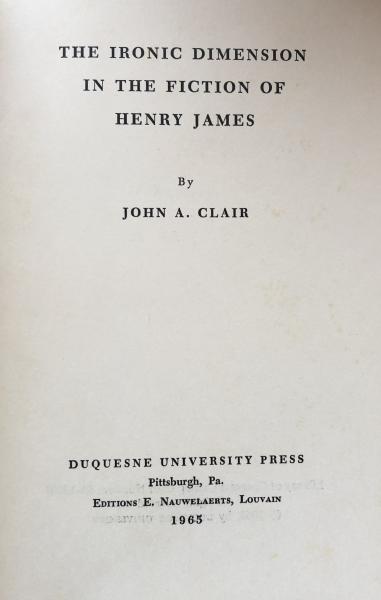 THE IRONIC DIMENSION
IN THE FICTION OF
HENRY JAMES
By
JOHN A. CLAIR
DUQUESNE UNIVERSITY PRESS
Pittsburgh, Pa.
EDITIONS E. NAUWELAERTS, LOUVAIN
1965